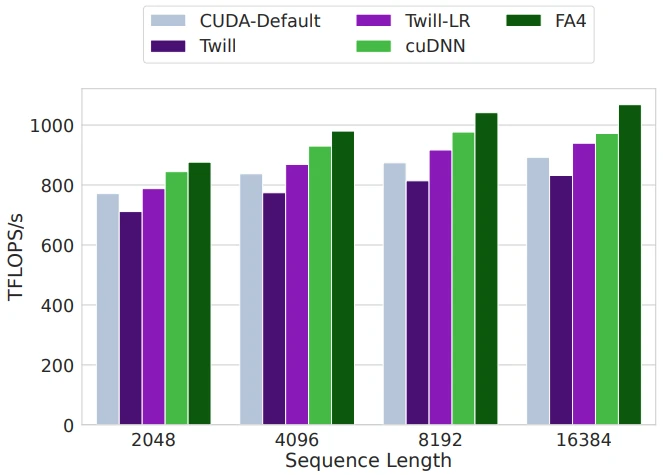 CUDA-Default Twill-LR FA4
Twill cuDNN
1000
800
600
400
200
0
TFLOPS/s
2048 4096 8192 16384
Sequence Length